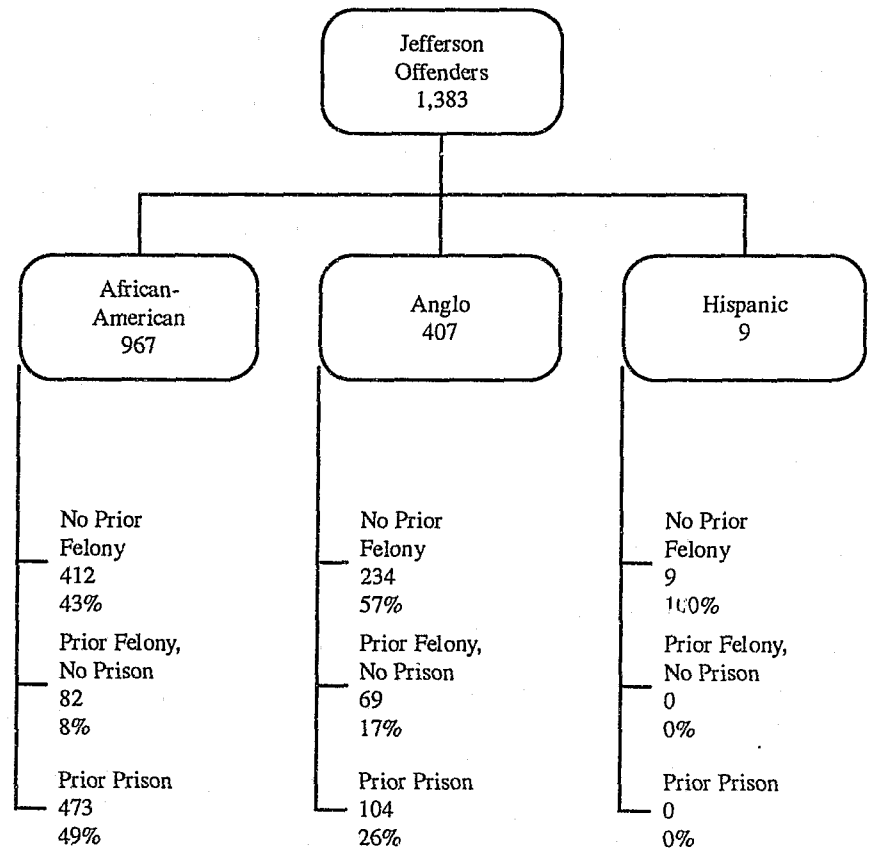 Jefferson
Offenders
1,383
African-
American
967
Anglo
407
Hispanic
9
No Prior
Felony
412
43%
Prior Felony,
No Prison
82
8%
Prior Prison
473
49%
No Prior
Felony
234
57%
Prior Felony,
No Prison
69
17%
Prior Prison
104
26%
No Prior
Felony
9
100%
Prior Felony,
No Prison
0
0%
Prior Prison
0
0%